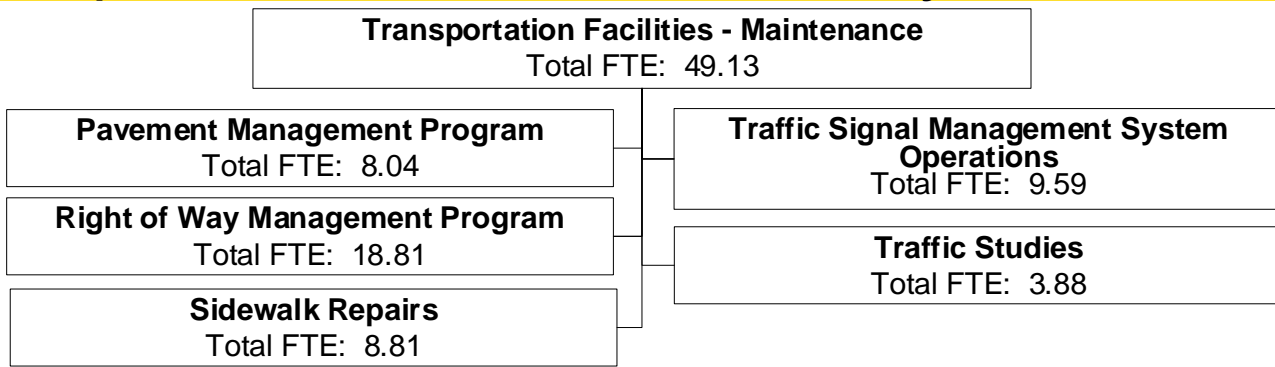 Transportation Facilities - Maintenance
Total FTE: 49.13
Pavement Management Program
Total FTE: 8.04
Right of Way Management Program
Total FTE: 18.81
Sidewalk Repairs
Total FTE: 8.81
Traffic Signal Management System
Operations
Total FTE: 9.59
Traffic Studies
Total FTE: 3.88